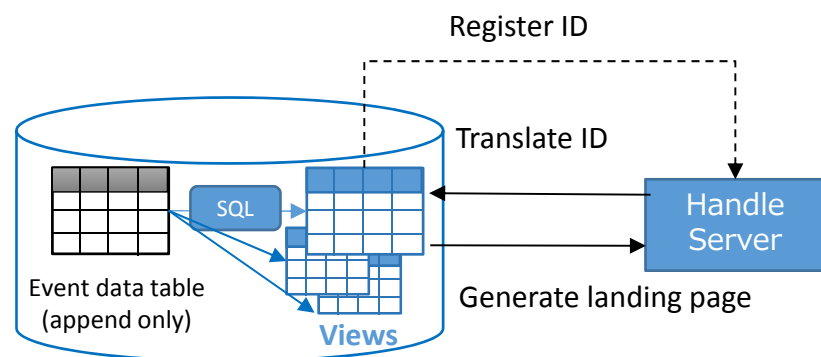 Register ID
Translate ID
SQL
Handle
Server
Event data table
(append only)
Generate landing page
Views